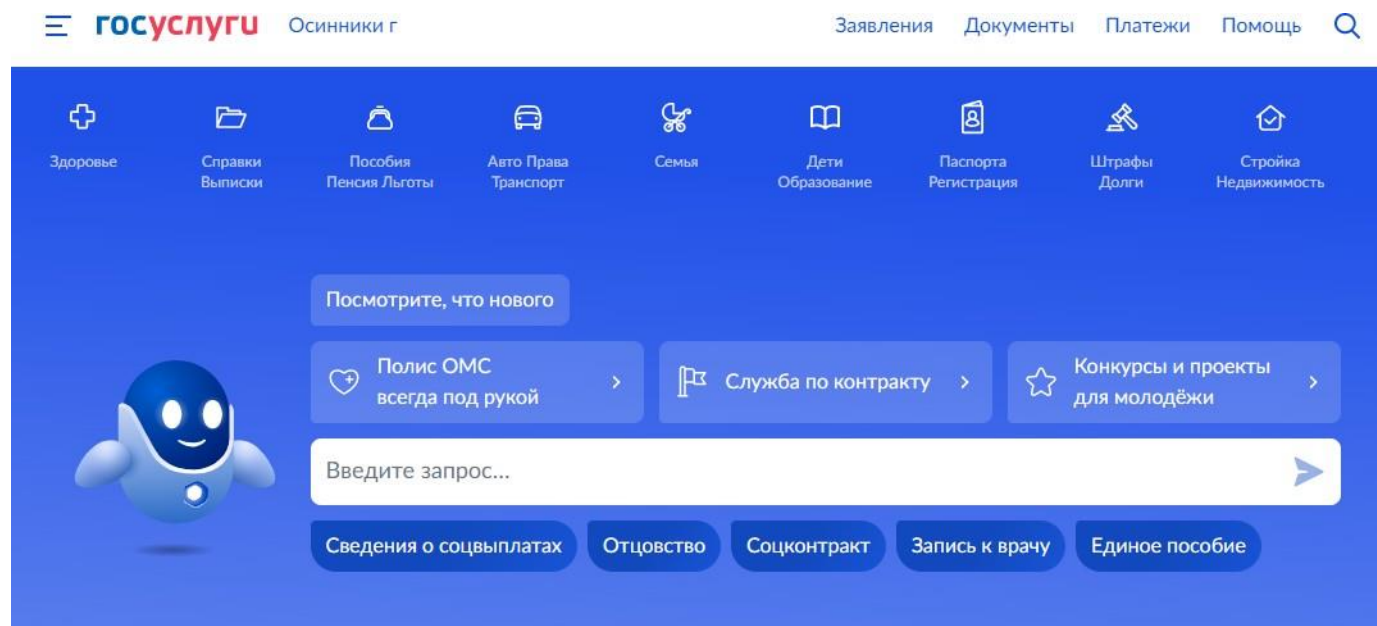 госуслуги Осинники г Заявления Документы Платежи Помощь
Здоровье
Справки
Выписки
Пособия
Пенсия Льготы
Авто Права
Транспорт
Семья
Дети
Образование
Паспорта
Регистрация
Штрафы
Долги
Стройка
Недвижимость
Посмотрите, что нового
Полис ОМС
всегда под рукой
Служба по контракту
Конкурсы и проекты
для молодёжи
Введите запрос...
Сведения о соцвыплатах
Отцовство
Соцконтракт
Запись к врачу
Единое пособие